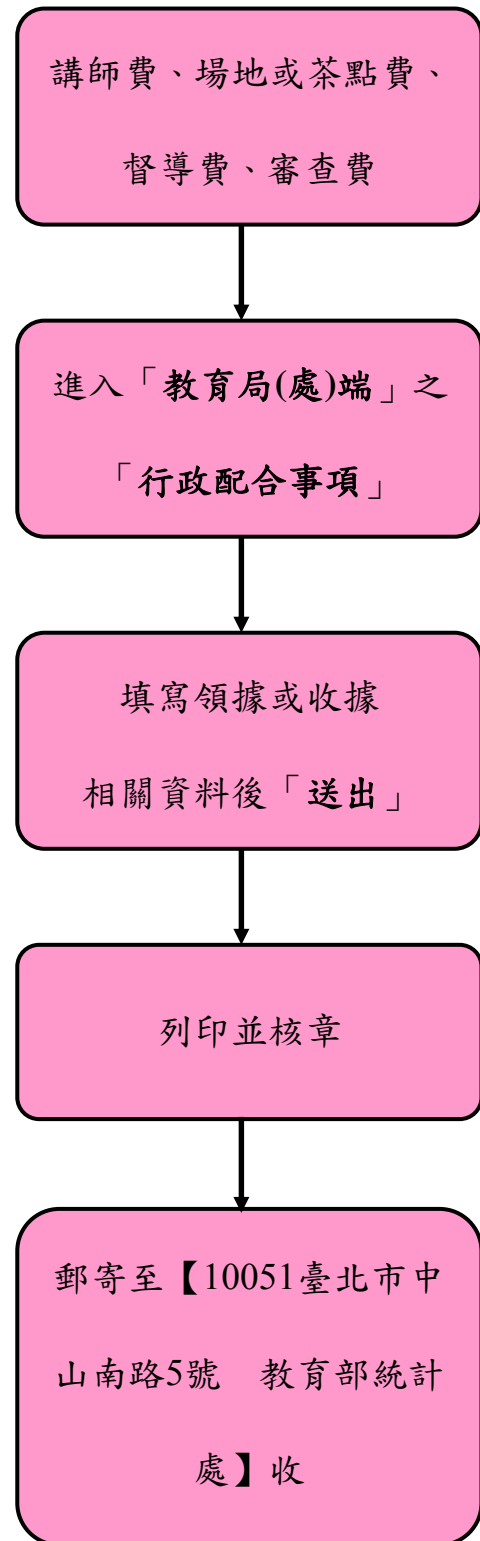 講師費、場地或茶點費、
督導費、審查費
進入「教育局(處)端」之
「行政配合事項」
填寫領據或收據
相關資料後「送出」
列印並核章
郵寄至【10051臺北市中
山南路5號　教育部統計
處】收